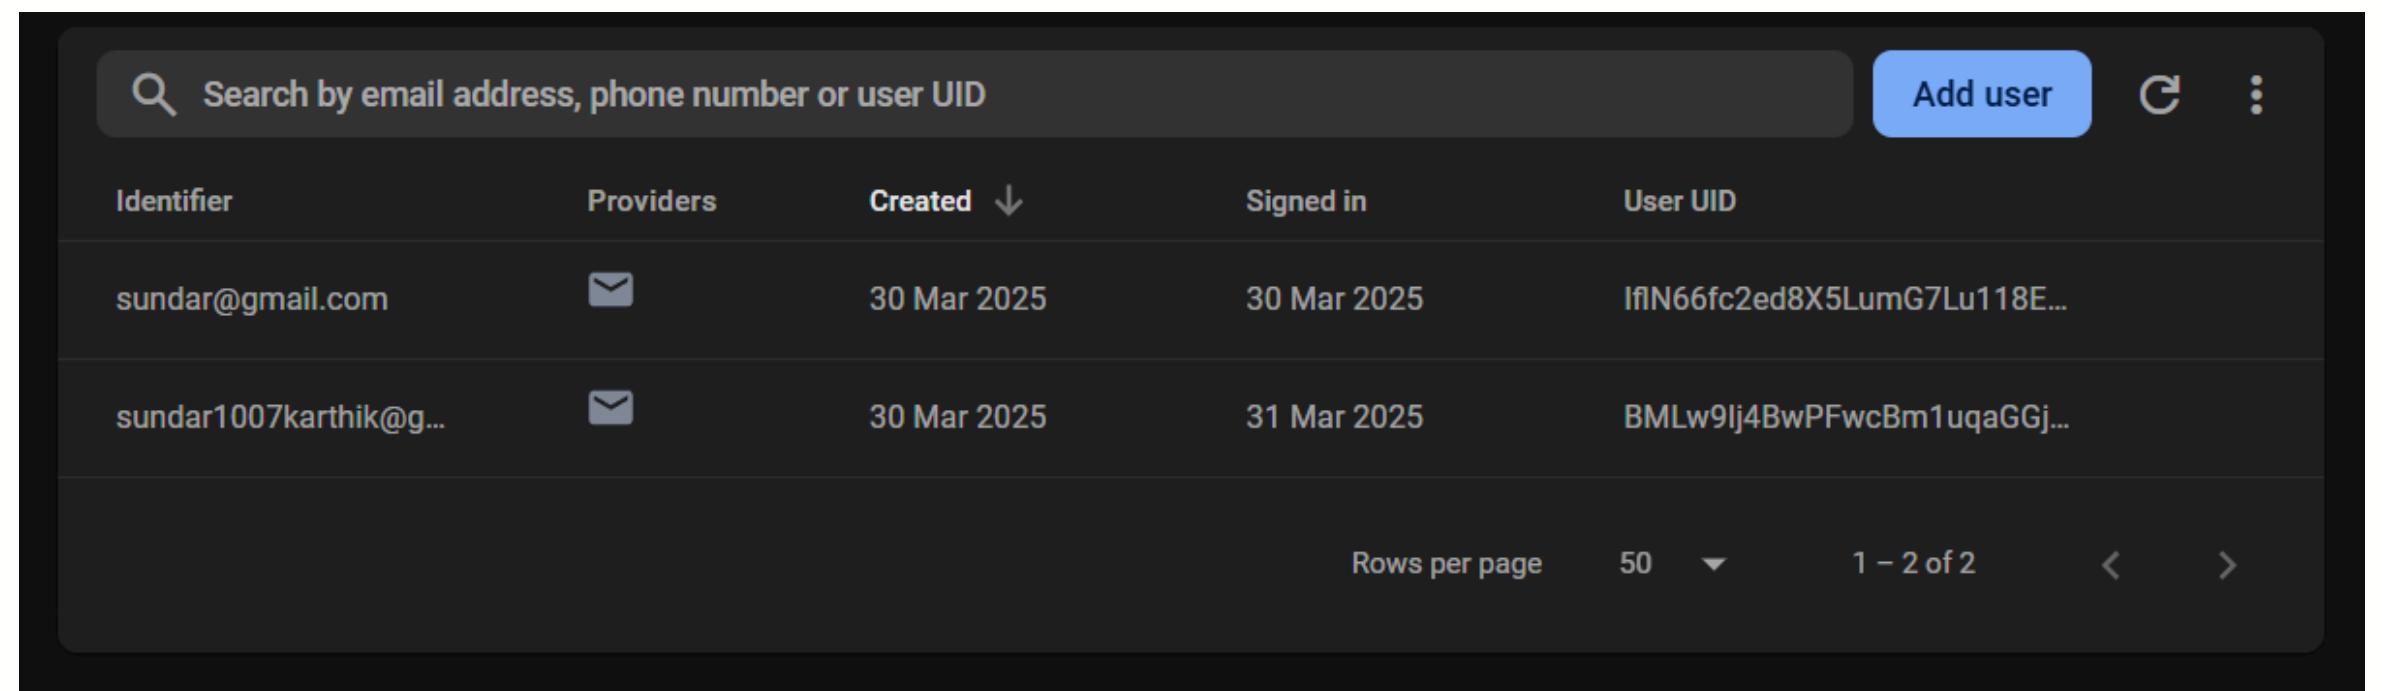 Search by email address, phone number or user UID
Add user
Identifier Providers Created Signed in User UID
sundar@gmail.com 30 Mar 2025 30 Mar 2025 IflN66fc2ed8X5LumG7Lu118E...
sundar1007karthik@g... 30 Mar 2025 31 Mar 2025 BMLw9Ij4BwPFwcBm1uqaGGj...
Rows per page 50 1 – 2 of 2